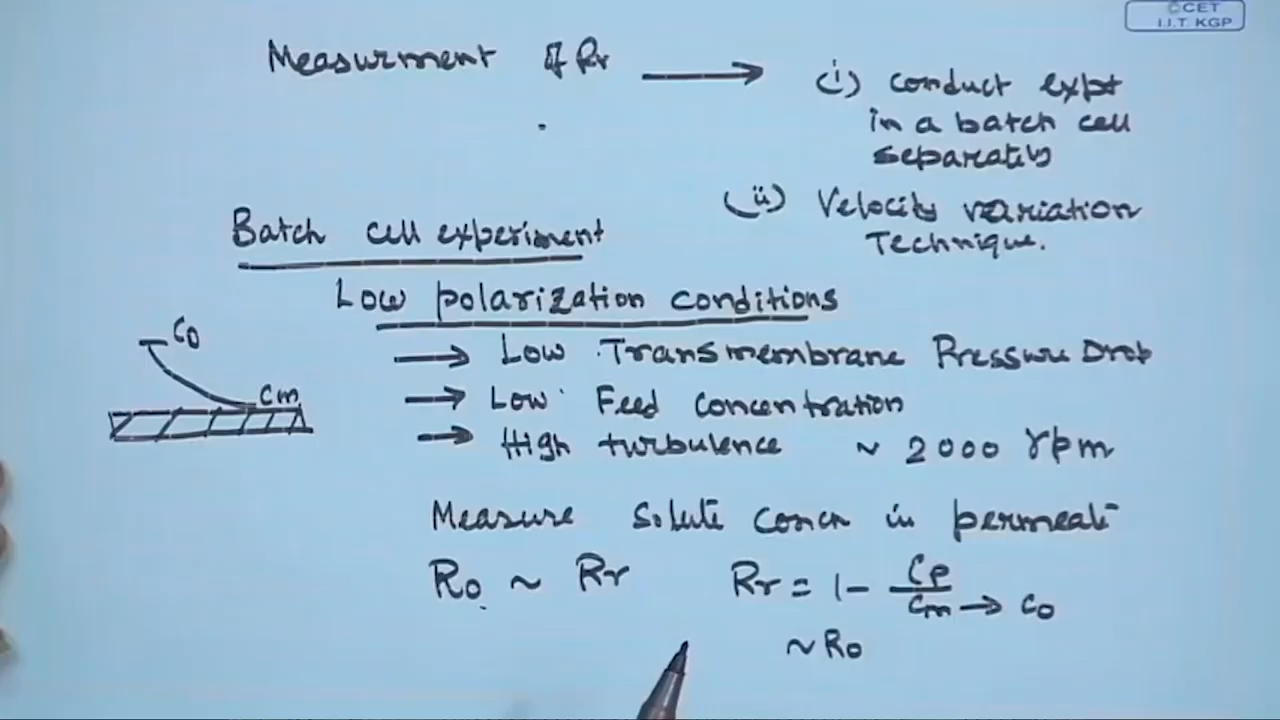 ©CET
I.I.T. KGP
Measurment of Rr → (i) conduct expt
in a batch cell
separately
(ii) Velocity variation
Technique.
Batch cell experiment
Low polarization conditions
C0
Cm
→ Low Transmembrane Pressure Drop
→ Low Feed concentration
→ High turbulence ~ 2000 rpm
Measure Solute concn in permeate
Ro ~ Rr Rr = 1 - Cp/Cm → C0
~ Ro